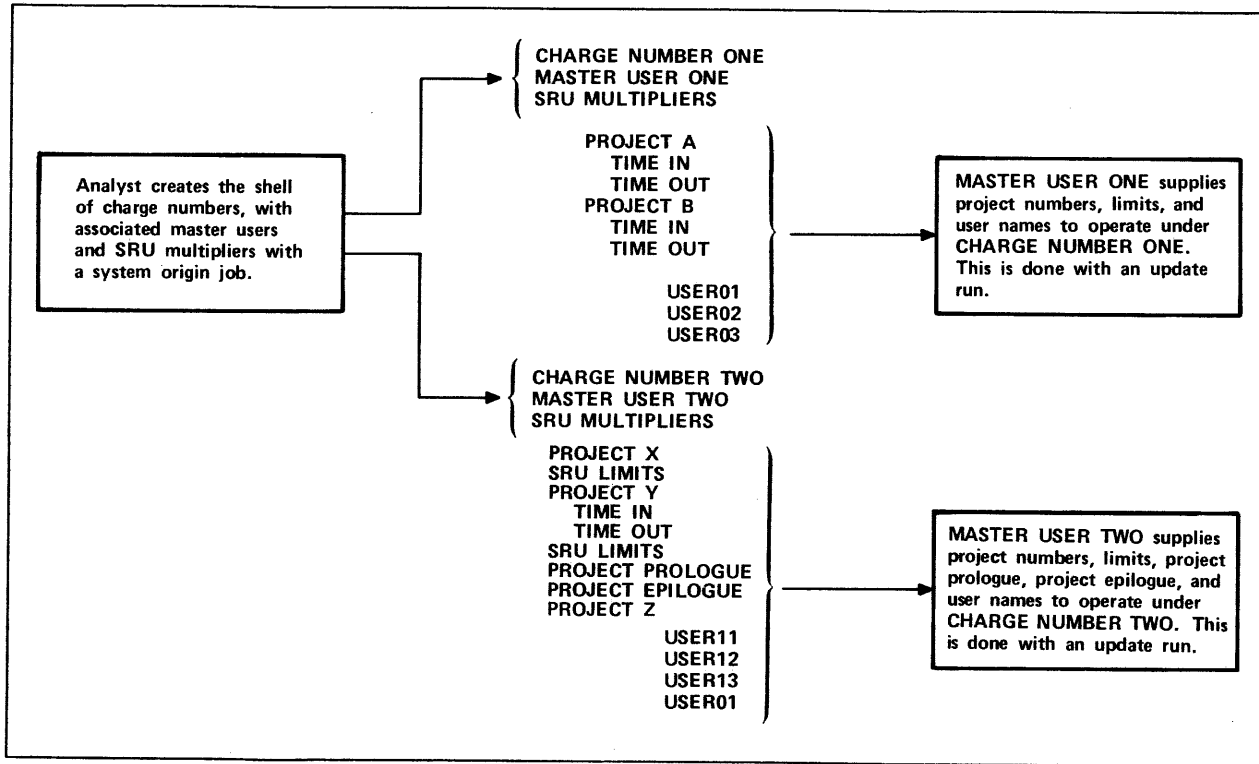 Analyst creates the shell
of charge numbers, with
associated master users
and SRU multipliers with
a system origin job.
CHARGE NUMBER ONE
MASTER USER ONE
SRU MULTIPLIERS
PROJECT A
TIME IN
TIME OUT
PROJECT B
TIME IN
TIME OUT
USER01
USER02
USER03
MASTER USER ONE supplies
project numbers, limits, and
user names to operate under
CHARGE NUMBER ONE.
This is done with an update
run.
CHARGE NUMBER TWO
MASTER USER TWO
SRU MULTIPLIERS
PROJECT X
SRU LIMITS
PROJECT Y
TIME IN
TIME OUT
SRU LIMITS
PROJECT PROLOGUE
PROJECT EPILOGUE
PROJECT Z
USER11
USER12
USER13
USER01
MASTER USER TWO supplies
project numbers, limits, project
prologue, project epilogue, and
user names to operate under
CHARGE NUMBER TWO. This
is done with an update run.